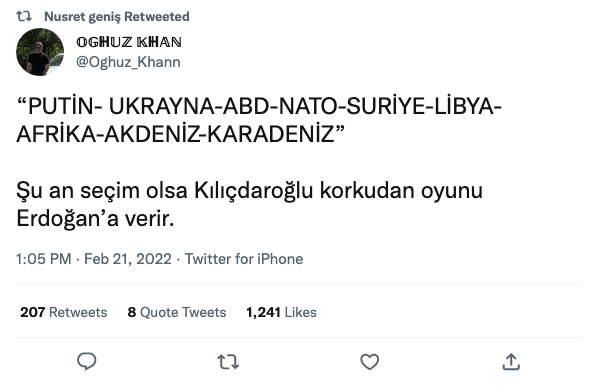 Nusret geniş Retweeted
𝕆𝔾ℍ𝕌ℤ 𝕂ℍ𝔸ℕ
@Oghuz_Khann
“PUTİN- UKRAYNA-ABD-NATO-SURİYE-LİBYA-
AFRİKA-AKDENİZ-KARADENİZ”
Şu an seçim olsa Kılıçdaroğlu korkudan oyunu
Erdoğan’a verir.
1:05 PM · Feb 21, 2022 · Twitter for iPhone
207 Retweets 8 Quote Tweets 1,241 Likes